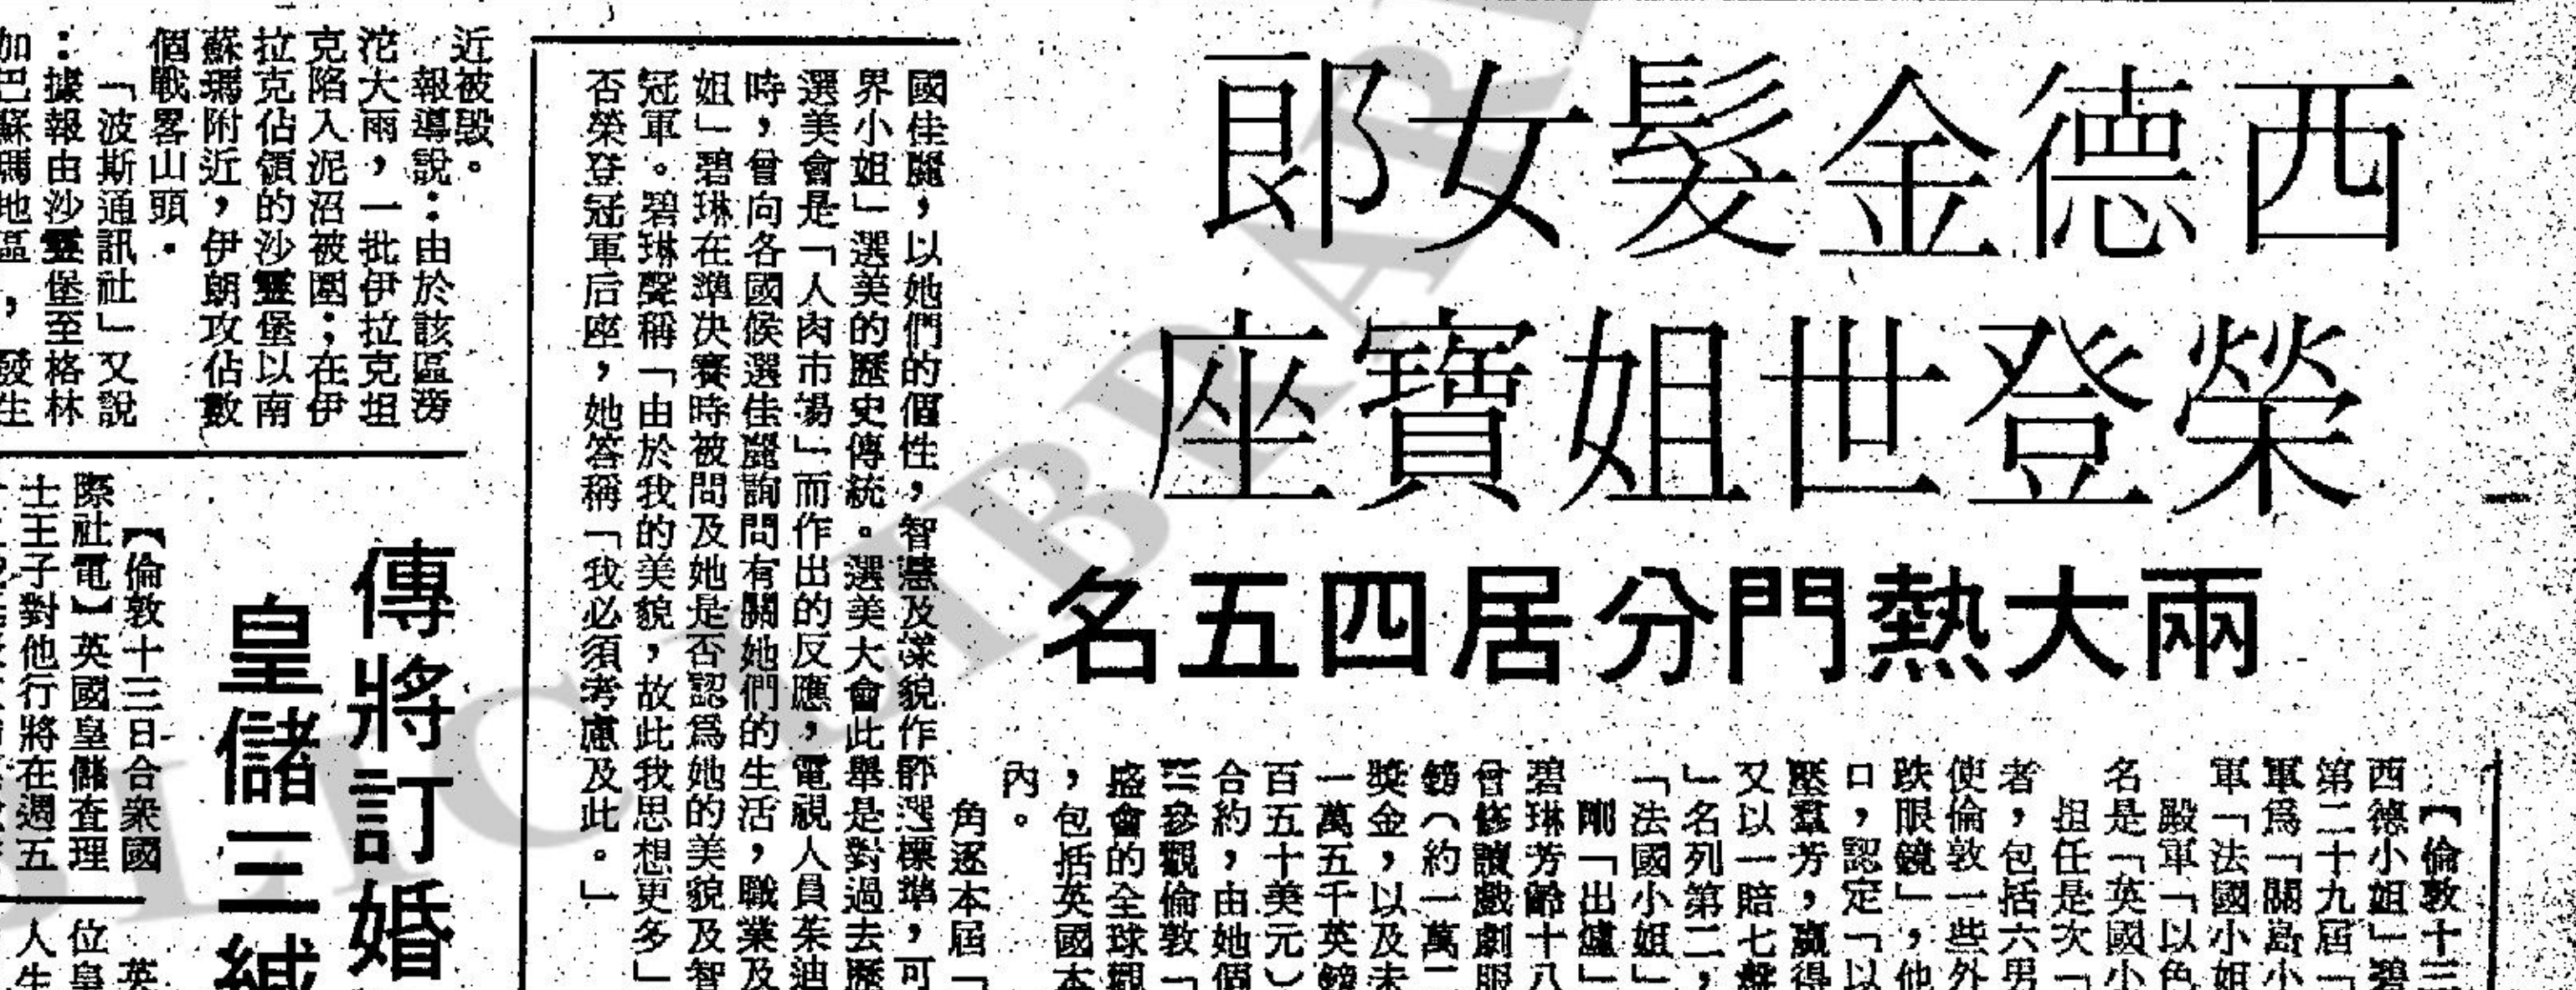 西德金髮女郎
榮登世姐寶座
兩大熱門分居四五名
【倫敦十三
西德小姐」碧
第二十九屆「
軍爲「關島小
軍「法國小姐
殿軍「以色
名是「英國小
担任是次「
者，包括六男
使倫敦一些外
跌眼鏡」，他
口，認定「以
壓羣芳，贏得
又以一賠七
」名列第二，
「法國小姐」
剛「出爐」
碧琳芳齡十八
曾修讀戲劇服
鎊（約一萬二
獎金，以及未
一萬五千英鎊
百五十美元）
合約，由她個
三參觀倫敦「
盛會的全球觀
，包括英國本
內。
角逐本屆「
國佳麗，以她們的個性，智慧及漾貌作評選標準，可
界小姐」選美的歷史傳統。選美大會此舉是對過去歷
選美會是「人肉市場」而作出的反應，電視人員茱迪
時，曾向各國候選佳麗詢問有關她們的生活，職業及
姐」碧琳在準决賽時被問及她是否認爲她的美貌及智
冠軍。碧琳聲稱「由於我的美貌，故此我思想更多」
否榮登冠軍后座，她答稱「我必須考慮及此。」
近被毀。
報導說：由於該區滂
沱大雨，一批伊拉克坦
克陷入泥沼被圍；在伊
拉克佔領的沙靈堡以南
蘇瑪附近，伊朗攻佔數
個戰畧山頭。
「波斯通訊社」又說
：據報由沙靈堡至格林
加巴蘇瑪地區，發生
傳將訂婚
皇儲三緘
【倫敦十三日合衆國
際社電】英國皇儲查理
士王子對他行將在週五
英
位皇
人生
LIC LIBRAR